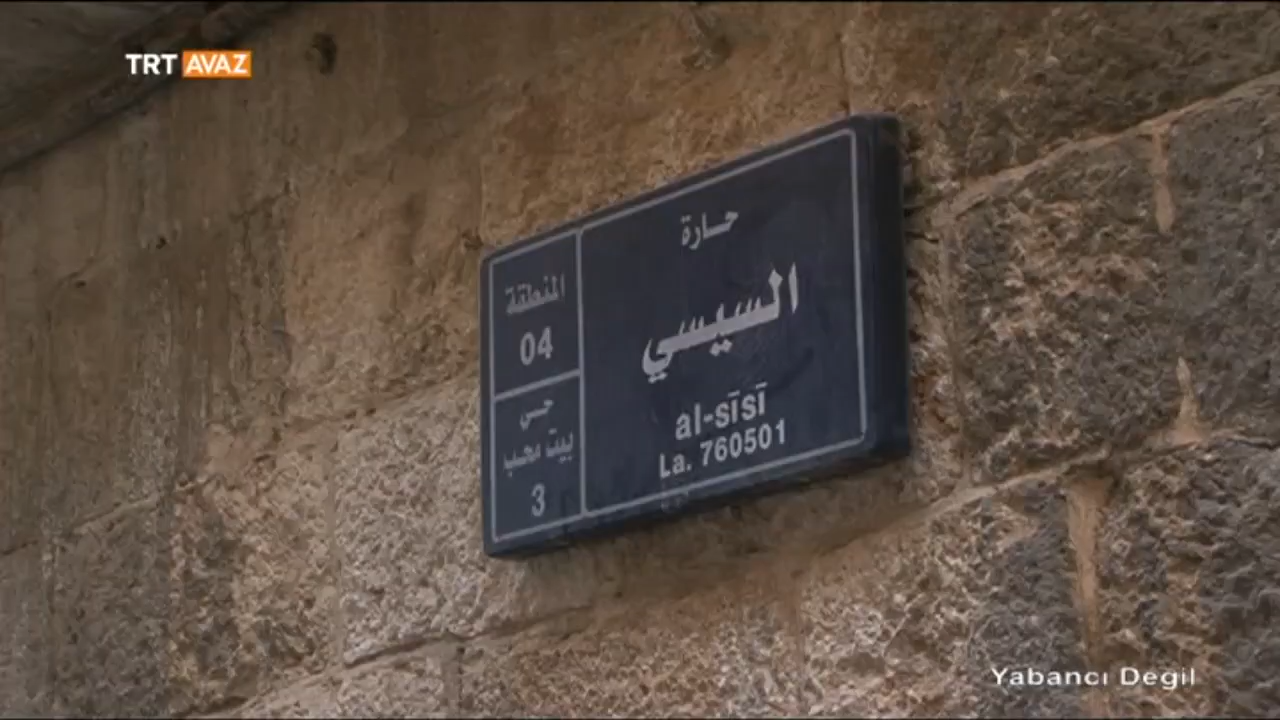 TRT AVAZ
حارة
السيسي
al-sīsī
La. 760501
المنطقة
04
حي
بيت محب
3
Yabancı Degil